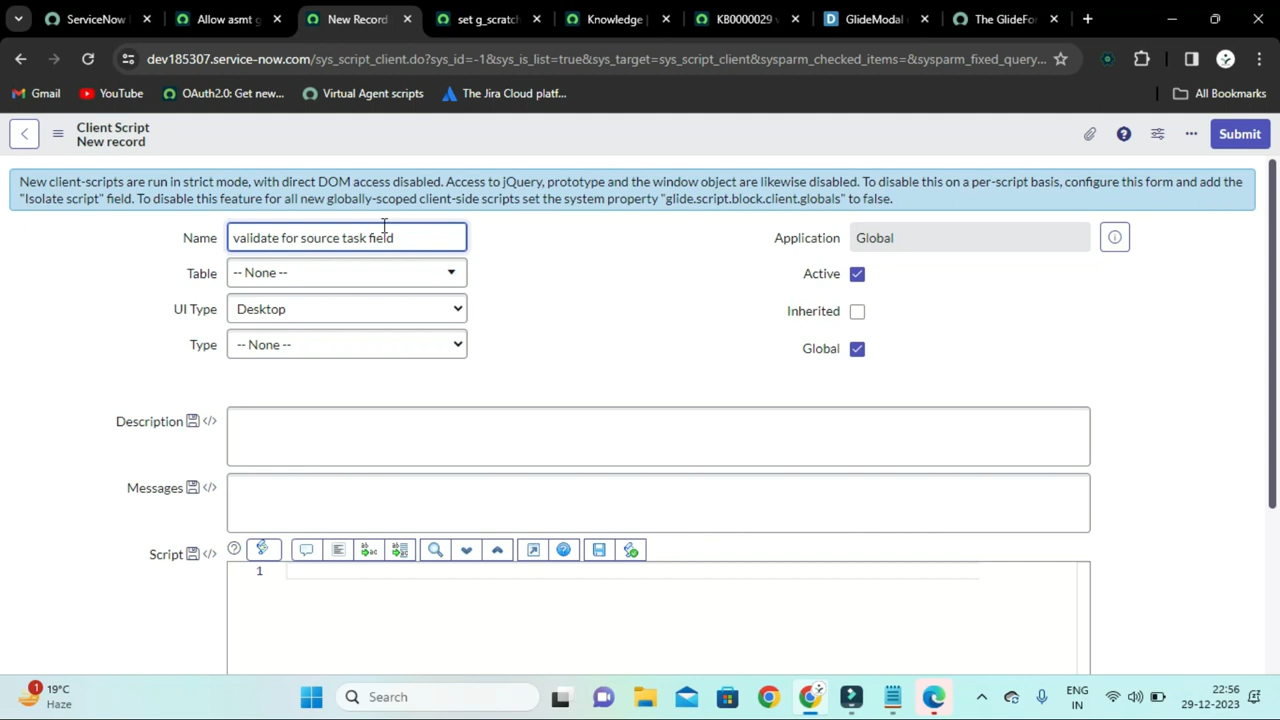 ServiceNow
Allow asmt g
New Record
set g_scratch
Knowledge |
KB0000029 v
GlideModal
The GlideFor
dev185307.service-now.com/sys_script_client.do?sys_id=-1&sys_is_list=true&sys_target=sys_script_client&sysparm_checked_items=&sysparm_fixed_query...
Gmail
YouTube
OAuth2.0: Get new...
Virtual Agent scripts
The Jira Cloud platf...
All Bookmarks
Client Script
New record
Submit
New client-scripts are run in strict mode, with direct DOM access disabled. Access to jQuery, prototype and the window object are likewise disabled. To disable this on a per-script basis, configure this form and add the
"Isolate script" field. To disable this feature for all new globally-scoped client-side scripts set the system property "glide.script.block.client.globals" to false.
Name validate for source task field
Application Global
Table -- None --
Active
UI Type Desktop
Inherited
Type -- None --
Global
Description
Messages
Script
1
1
19°C
Haze
Search
ENG
IN
22:56
29-12-2023